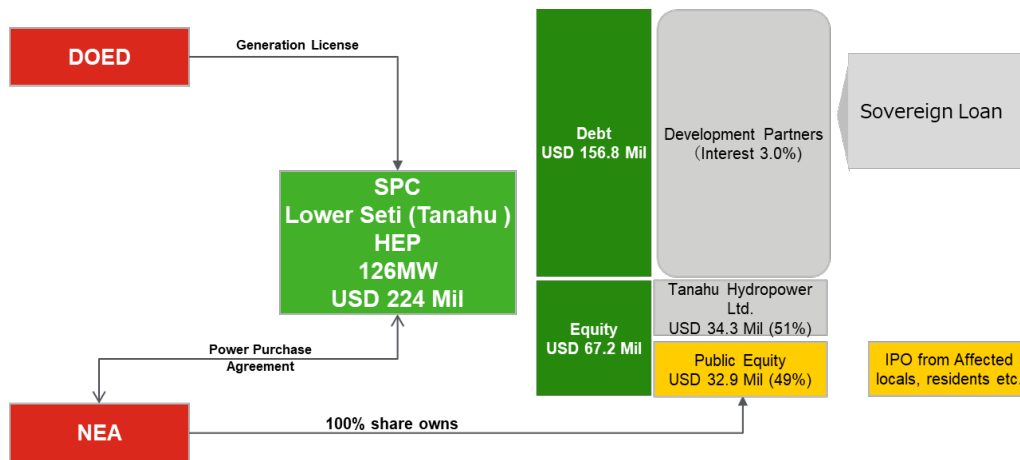 DOED
Generation License
SPC
Lower Seti (Tanahu )
HEP
126MW
USD 224 Mil
Power Purchase
Agreement
NEA
100% share owns
Debt
USD 156.8 Mil
Development Partners
(Interest 3.0%)
Sovereign Loan
Equity
USD 67.2 Mil
Tanahu Hydropower
Ltd.
USD 34.3 Mil (51%)
Public Equity
USD 32.9 Mil (49%)
IPO from Affected
locals, residents etc.